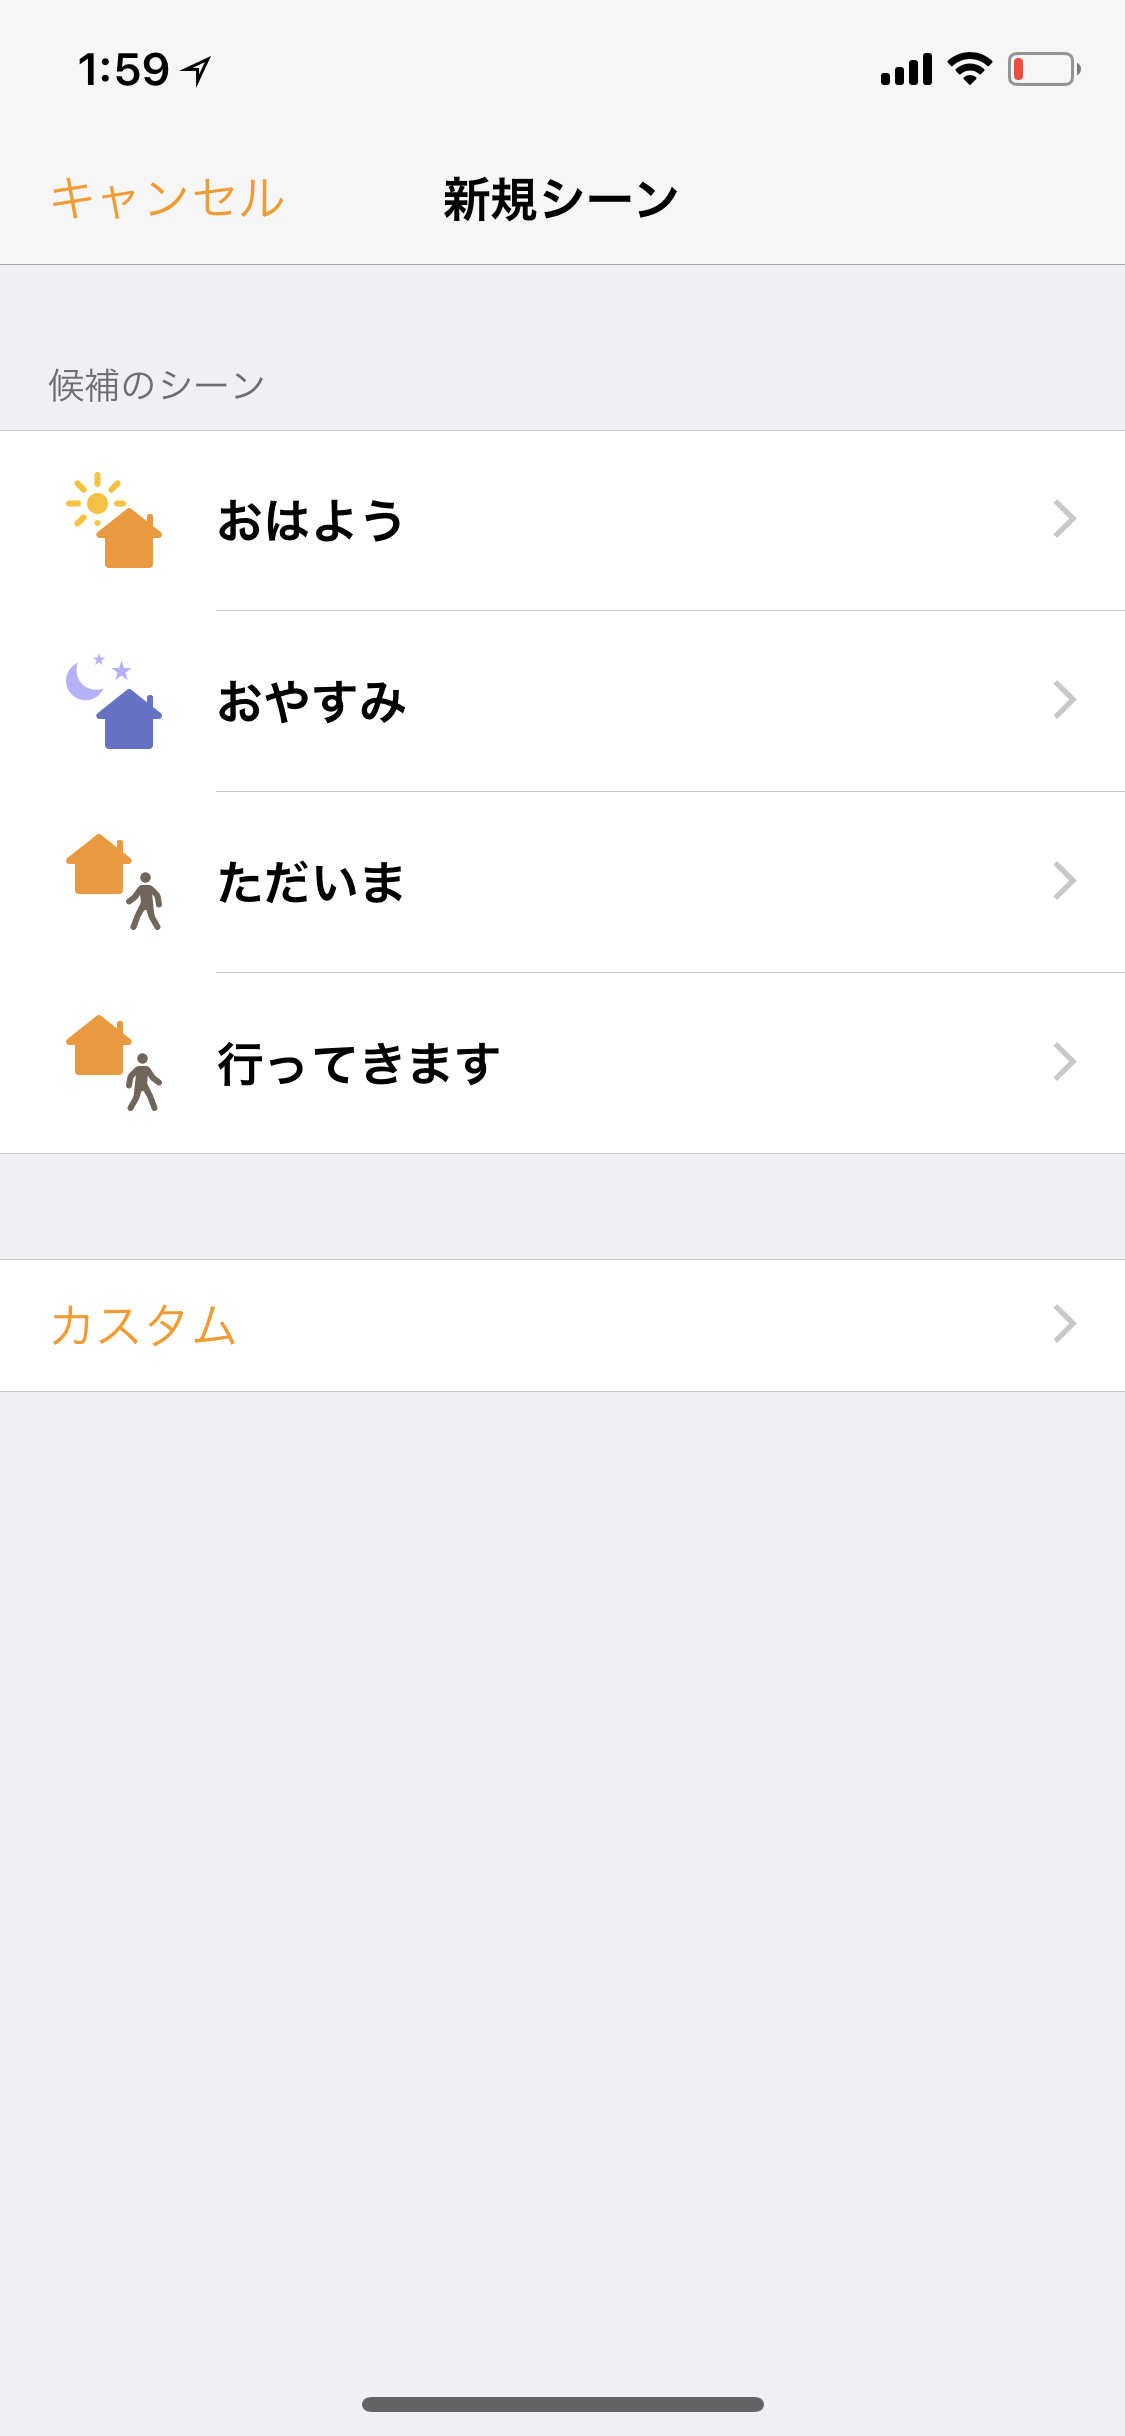 1:59
キャンセル 新規シーン
候補のシーン
おはよう
おやすみ
ただいま
行ってきます
カスタム